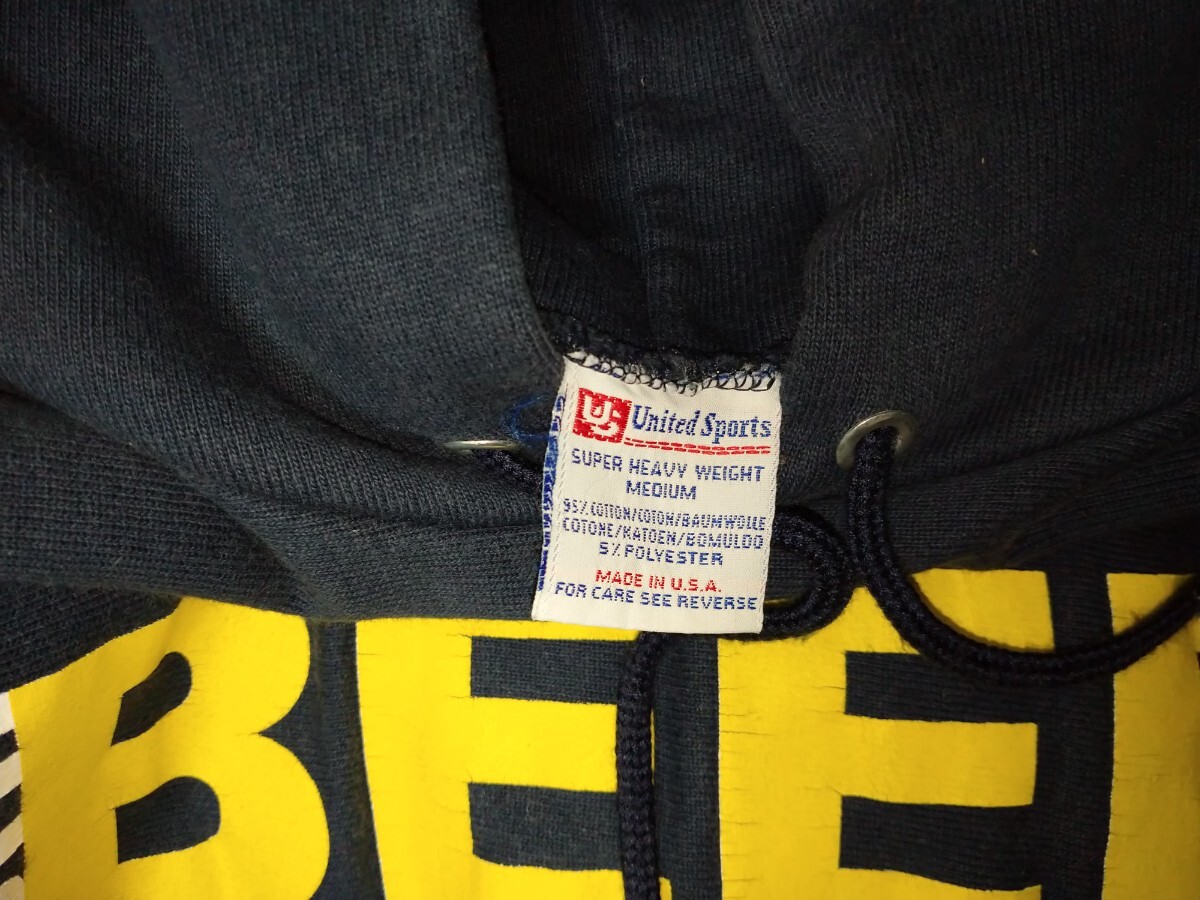 US United Sports
SUPER HEAVY WEIGHT
MEDIUM
95% COTTON/COTON/BAUMWOLLE
COTONE/KATOEN/BOMULDO
5% POLYESTER
MADE IN U.S.A.
FOR CARE SEE REVERSE
BEE